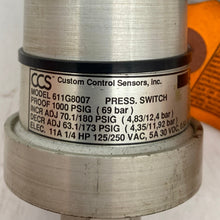 CCS Custom Control Sensors, Inc.
MODEL 611G8007 PRESS. SWITCH
PROOF 1000 PSIG ( 69 bar )
INCR ADJ 70.1/180 PSIG ( 4,83/12,4 bar )
DECR ADJ 63.1/173 PSIG ( 4,35/11,92 bar )
ELEC. 11A 1/4 HP 125/250 VAC, 5A 30 VDC,